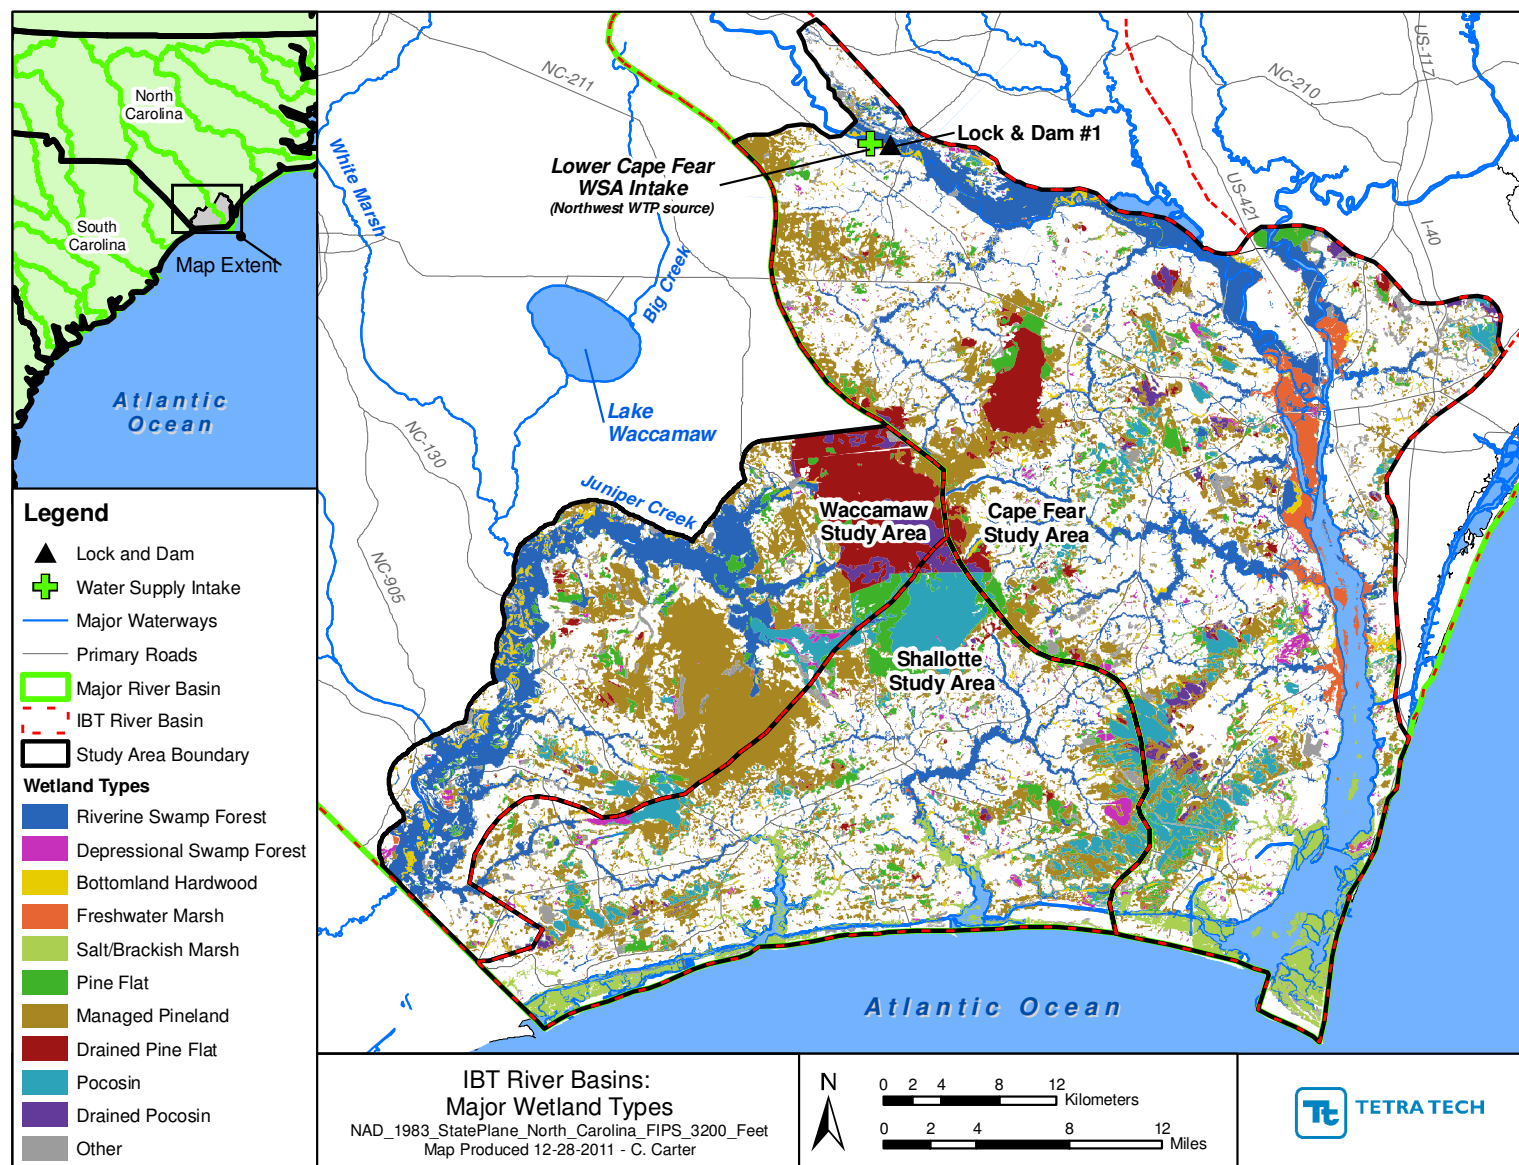 North
Carolina
South
Carolina
Map Extent
Atlantic
Ocean
Legend
Lock and Dam
Water Supply Intake
Major Waterways
Primary Roads
Major River Basin
IBT River Basin
Study Area Boundary
Wetland Types
Riverine Swamp Forest
Depressional Swamp Forest
Bottomland Hardwood
Freshwater Marsh
Salt/Brackish Marsh
Pine Flat
Managed Pineland
Drained Pine Flat
Pocosin
Drained Pocosin
Other
NC-211
NC-210
US-117
White Marsh
Lock & Dam #1
Lower Cape Fear
WSA Intake
(Northwest WTP source)
US-421
I-40
Big Creek
Lake
Waccamaw
NC-130
Juniper Creek
NC-905
Waccamaw
Study Area
Cape Fear
Study Area
Shallotte
Study Area
Atlantic Ocean
IBT River Basins:
Major Wetland Types
NAD_1983_StatePlane_North_Carolina_FIPS_3200_Feet
Map Produced 12-28-2011 - C. Carter
N
0 2 4 8 12
Kilometers
0 2 4 8 12
Miles
Tt
TETRA TECH